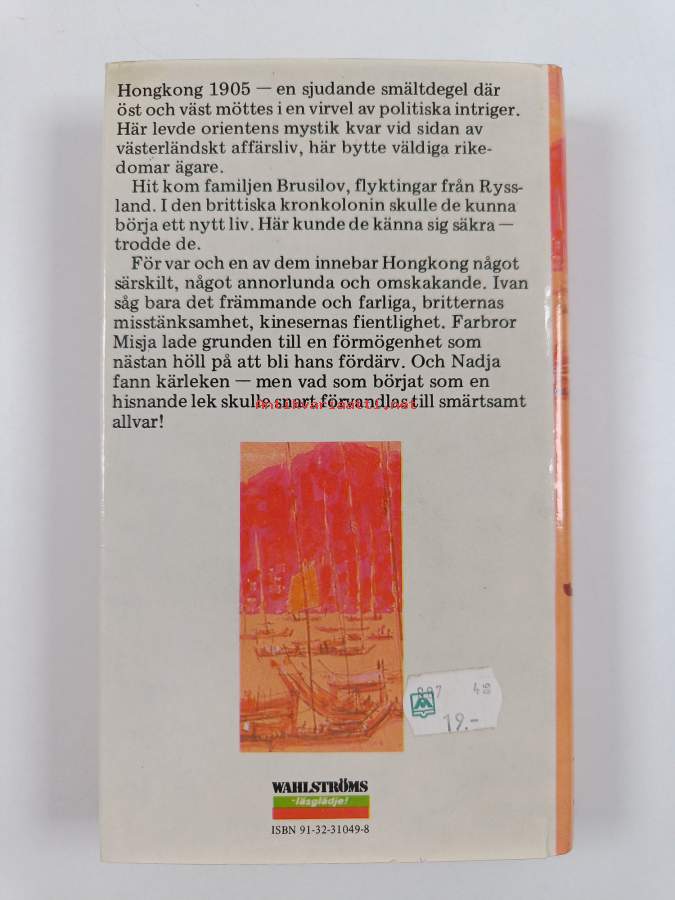 Hongkong 1905 — en sjudande smältdegel där
öst och väst möttes i en virvel av politiska intriger.
Här levde orientens mystik kvar vid sidan av
västerländskt affärsliv, här bytte väldiga rike-
domar ägare.
Hit kom familjen Brusilov, flyktingar från Ryss-
land. I den brittiska kronkolonin skulle de kunna
börja ett nytt liv. Här kunde de känna sig säkra —
trodde de.
För var och en av dem innebar Hongkong något
särskilt, något annorlunda och omskakande. Ivan
såg bara det främmande och farliga, britternas
misstänksamhet, kinesernas fientlighet. Farbror
Misja lade grunden till en förmögenhet som
nästan höll på att bli hans fördärv. Och Nadja
fann kärleken — men vad som börjat som en
hisnande lek skulle snart förvandlas till smärtsamt
Antikvariaatti.net
allvar!
19.-
WAHLSTRÖMS
-läsglädje!
ISBN 91-32-31049-8